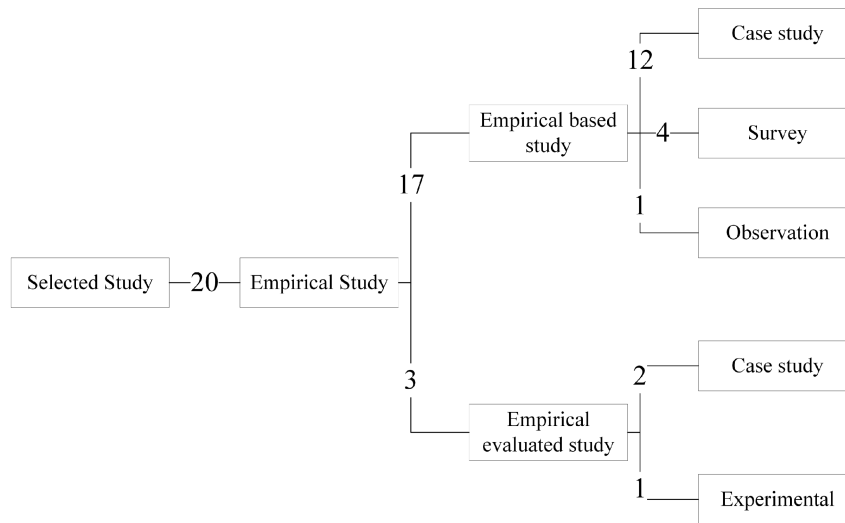 Case study
12
Empirical based
study
4
Survey
17
1
Observation
Selected Study
20
Empirical Study
Case study
3
2
Empirical
evaluated study
1
Experimental